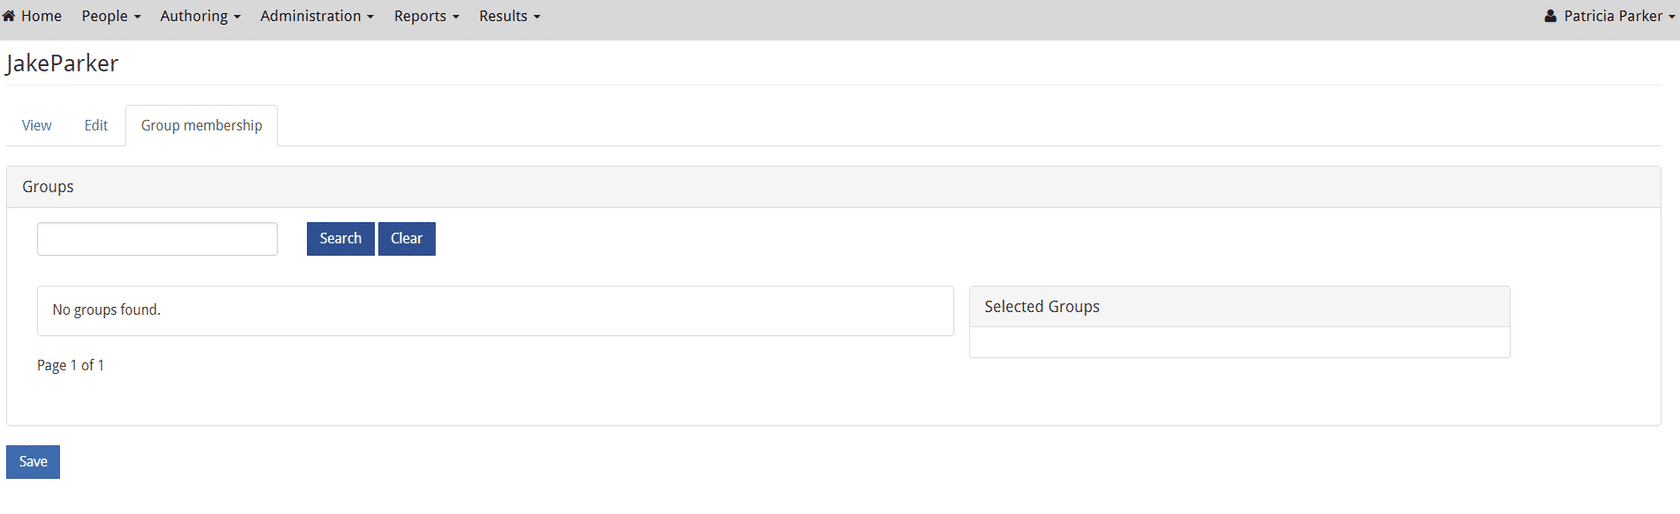 Home People Authoring Administration Reports Results Patricia Parker
JakeParker
View Edit Group membership
Groups
Search Clear
No groups found.
Selected Groups
Page 1 of 1
Save